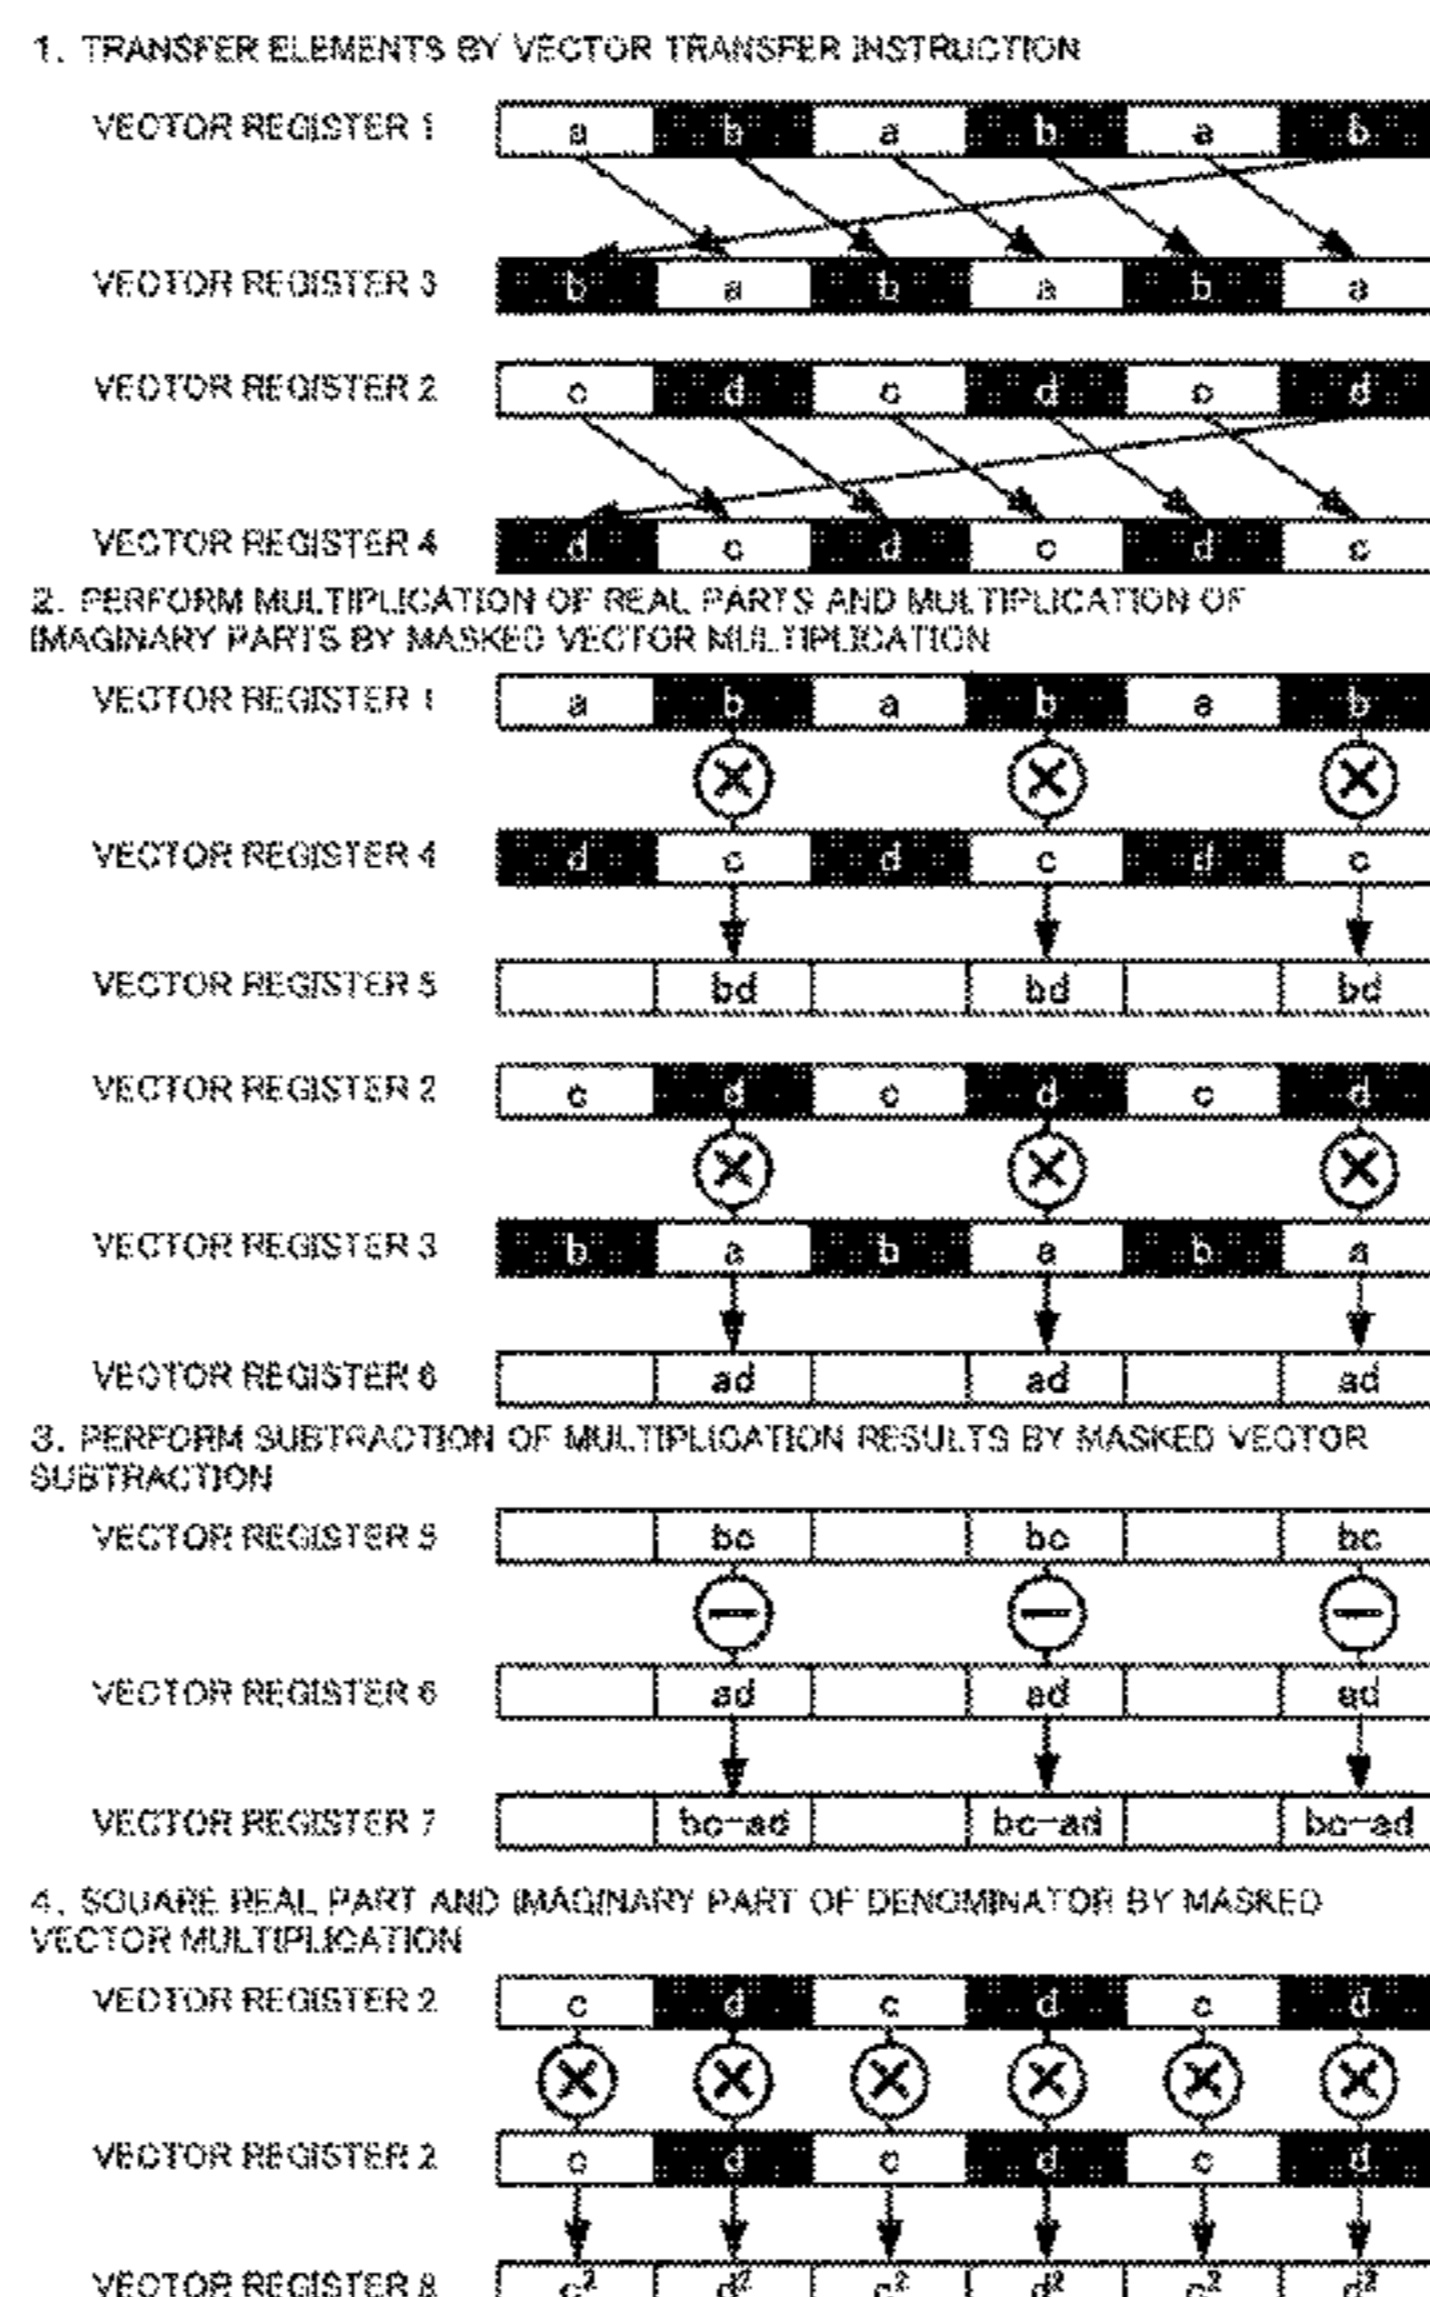 1. TRANSFER ELEMENTS BY VECTOR TRANSFER INSTRUCTION
VECTOR REGISTER 1 a b a b a b
VECTOR REGISTER 3 b a b a b a
VECTOR REGISTER 2 c d c d c d
VECTOR REGISTER 4 d c d c d c
2. PERFORM MULTIPLICATION OF REAL PARTS AND MULTIPLICATION OF
IMAGINARY PARTS BY MASKED VECTOR MULTIPLICATION
VECTOR REGISTER 1 a b a b a b
VECTOR REGISTER 4 d c d c d c
VECTOR REGISTER 5 bd bd bd
VECTOR REGISTER 2 c d c d c d
VECTOR REGISTER 3 b a b a b a
VECTOR REGISTER 6 ad ad ad
3. PERFORM SUBTRACTION OF MULTIPLICATION RESULTS BY MASKED VECTOR
SUBTRACTION
VECTOR REGISTER 5 bc bc bc
VECTOR REGISTER 6 ad ad ad
VECTOR REGISTER 7 bc-ad bc-ad bc-ad
4. SQUARE REAL PART AND IMAGINARY PART OF DENOMINATOR BY MASKED
VECTOR MULTIPLICATION
VECTOR REGISTER 2 c d c d c d
VECTOR REGISTER 2 c d c d c d
VECTOR REGISTER 8 c² d² c² d² c² d²